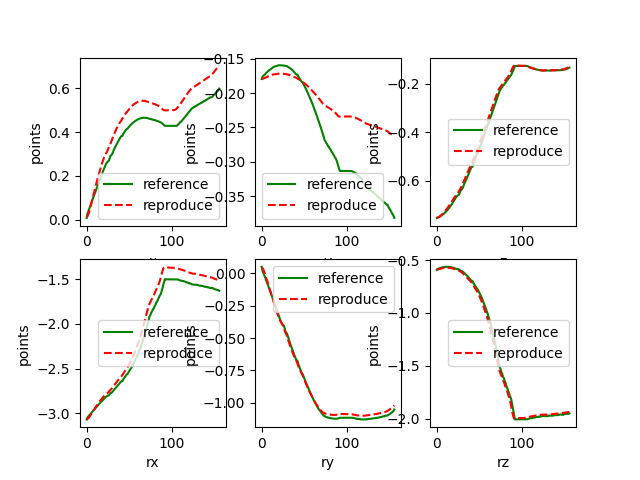 0.6
0.4
0.2
0.0
points
0 100
reference
reproduce
−0.15
−0.20
−0.25
−0.30
−0.35
points
0 100
reference
reproduce
−0.2
−0.4
−0.6
points
0 100
reference
reproduce
−1.5
−2.0
−2.5
−3.0
points
0 100
rx
reference
reproduce
0.00
−0.25
−0.50
−0.75
−1.00
points
0 100
ry
reference
reproduce
−0.5
−1.0
−1.5
−2.0
points
0 100
rz
reference
reproduce